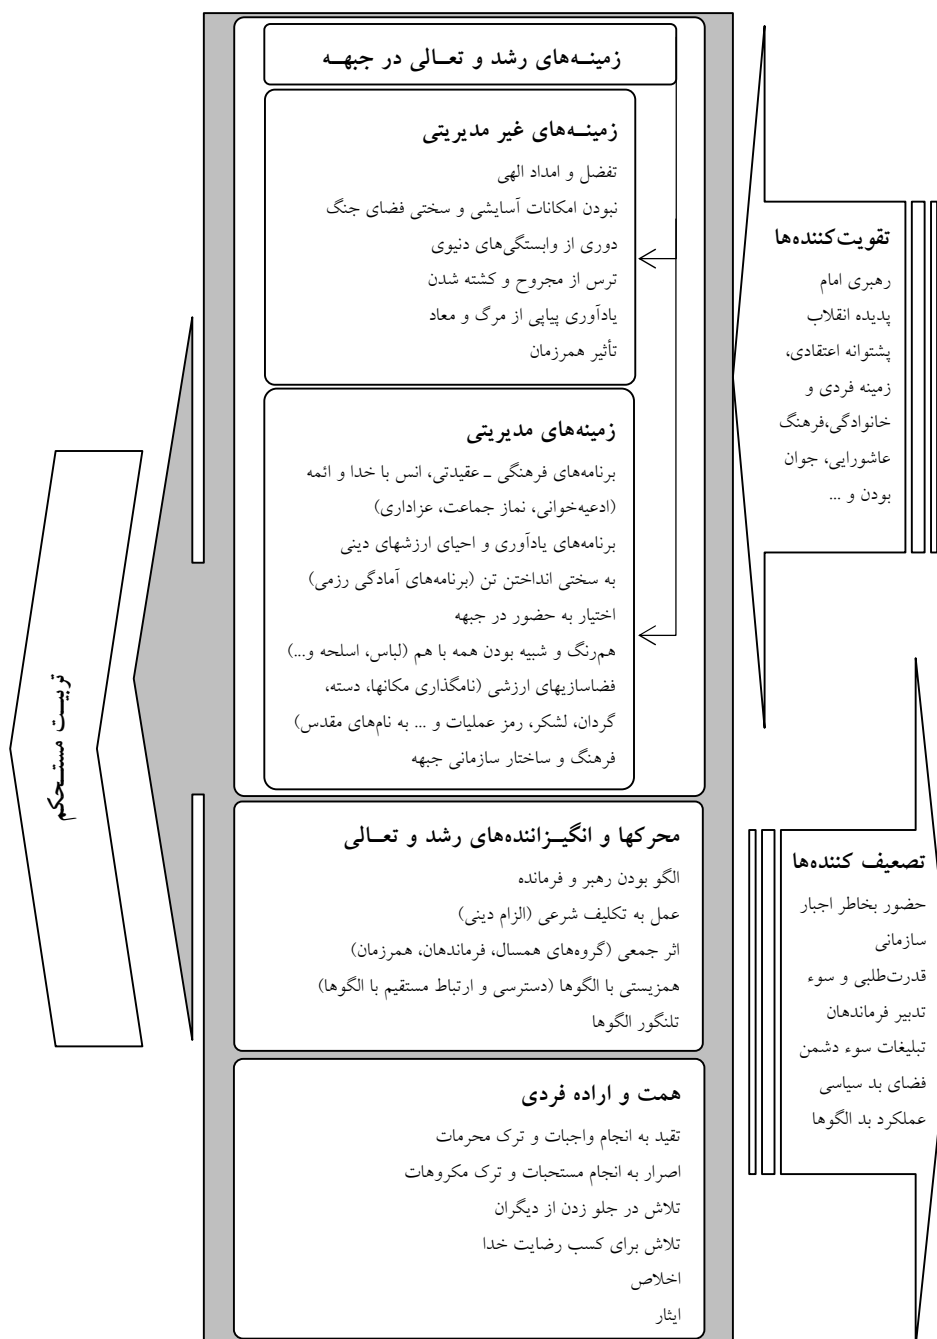 زمینه‌های رشد و تعالی در جبهه
زمینه‌های غیر مدیریتی
تفضل و امداد الهی
نبودن امکانات آسایشی و سختی فضای جنگ
دوری از وابستگی‌های دنیوی
ترس از مجروح و کشته شدن
یادآوری پیاپی از مرگ و معاد
تأثیر همرزمان
زمینه‌های مدیریتی
برنامه‌های فرهنگی ـ عقیدتی، انس با خدا و ائمه
(ادعیه‌خوانی، نماز جماعت، عزاداری)
برنامه‌های یادآوری و احیای ارزشهای دینی
به سختی انداختن تن (برنامه‌های آمادگی رزمی)
اختیار به حضور در جبهه
هم‌رنگ و شبیه بودن همه با هم (لباس، اسلحه و...)
فضاسازیهای ارزشی (نامگذاری مکانها، دسته،
گردان، لشکر، رمز عملیات و ... به نام‌های مقدس)
فرهنگ و ساختار سازمانی جبهه
محرکها و انگیزاننده‌های رشد و تعالی
الگو بودن رهبر و فرمانده
عمل به تکلیف شرعی (الزام دینی)
اثر جمعی (گروه‌های همسال، فرماندهان، همرزمان)
همزیستی با الگوها (دسترسی و ارتباط مستقیم با الگوها)
تلنگور الگوها
همت و اراده فردی
تقید به انجام واجبات و ترک محرمات
اصرار به انجام مستحبات و ترک مکروهات
تلاش در جلو زدن از دیگران
تلاش برای کسب رضایت خدا
اخلاص
ایثار
تقویت‌کننده‌ها
رهبری امام
پدیده انقلاب
پشتوانه اعتقادی،
زمینه فردی و
خانوادگی،فرهنگ
عاشورایی، جوان
بودن و ...
تصعیف کننده‌ها
حضور بخاطر اجبار
سازمانی
قدرت‌طلبی و سوء
تدبیر فرماندهان
تبلیغات سوء دشمن
فضای بد سیاسی
عملکرد بد الگوها
تربیت مستحکم